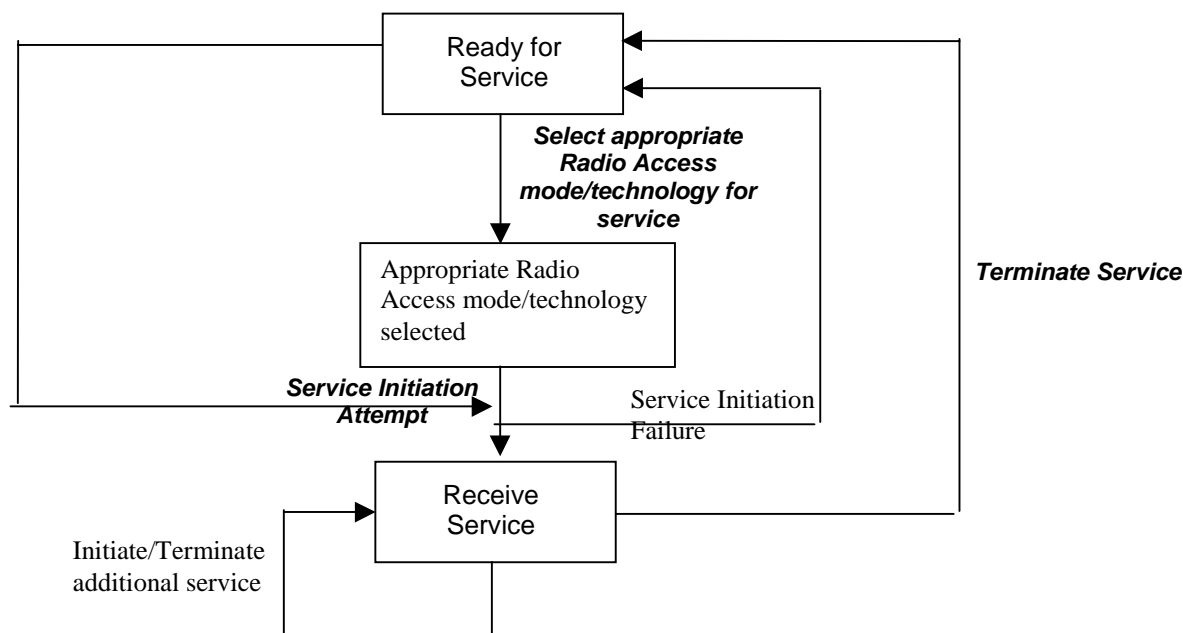 Ready for
Service
Select appropriate
Radio Access
mode/technology for
service
Appropriate Radio
Access mode/technology
selected
Terminate Service
Service Initiation
Attempt
Service Initiation
Failure
Receive
Service
Initiate/Terminate
additional service